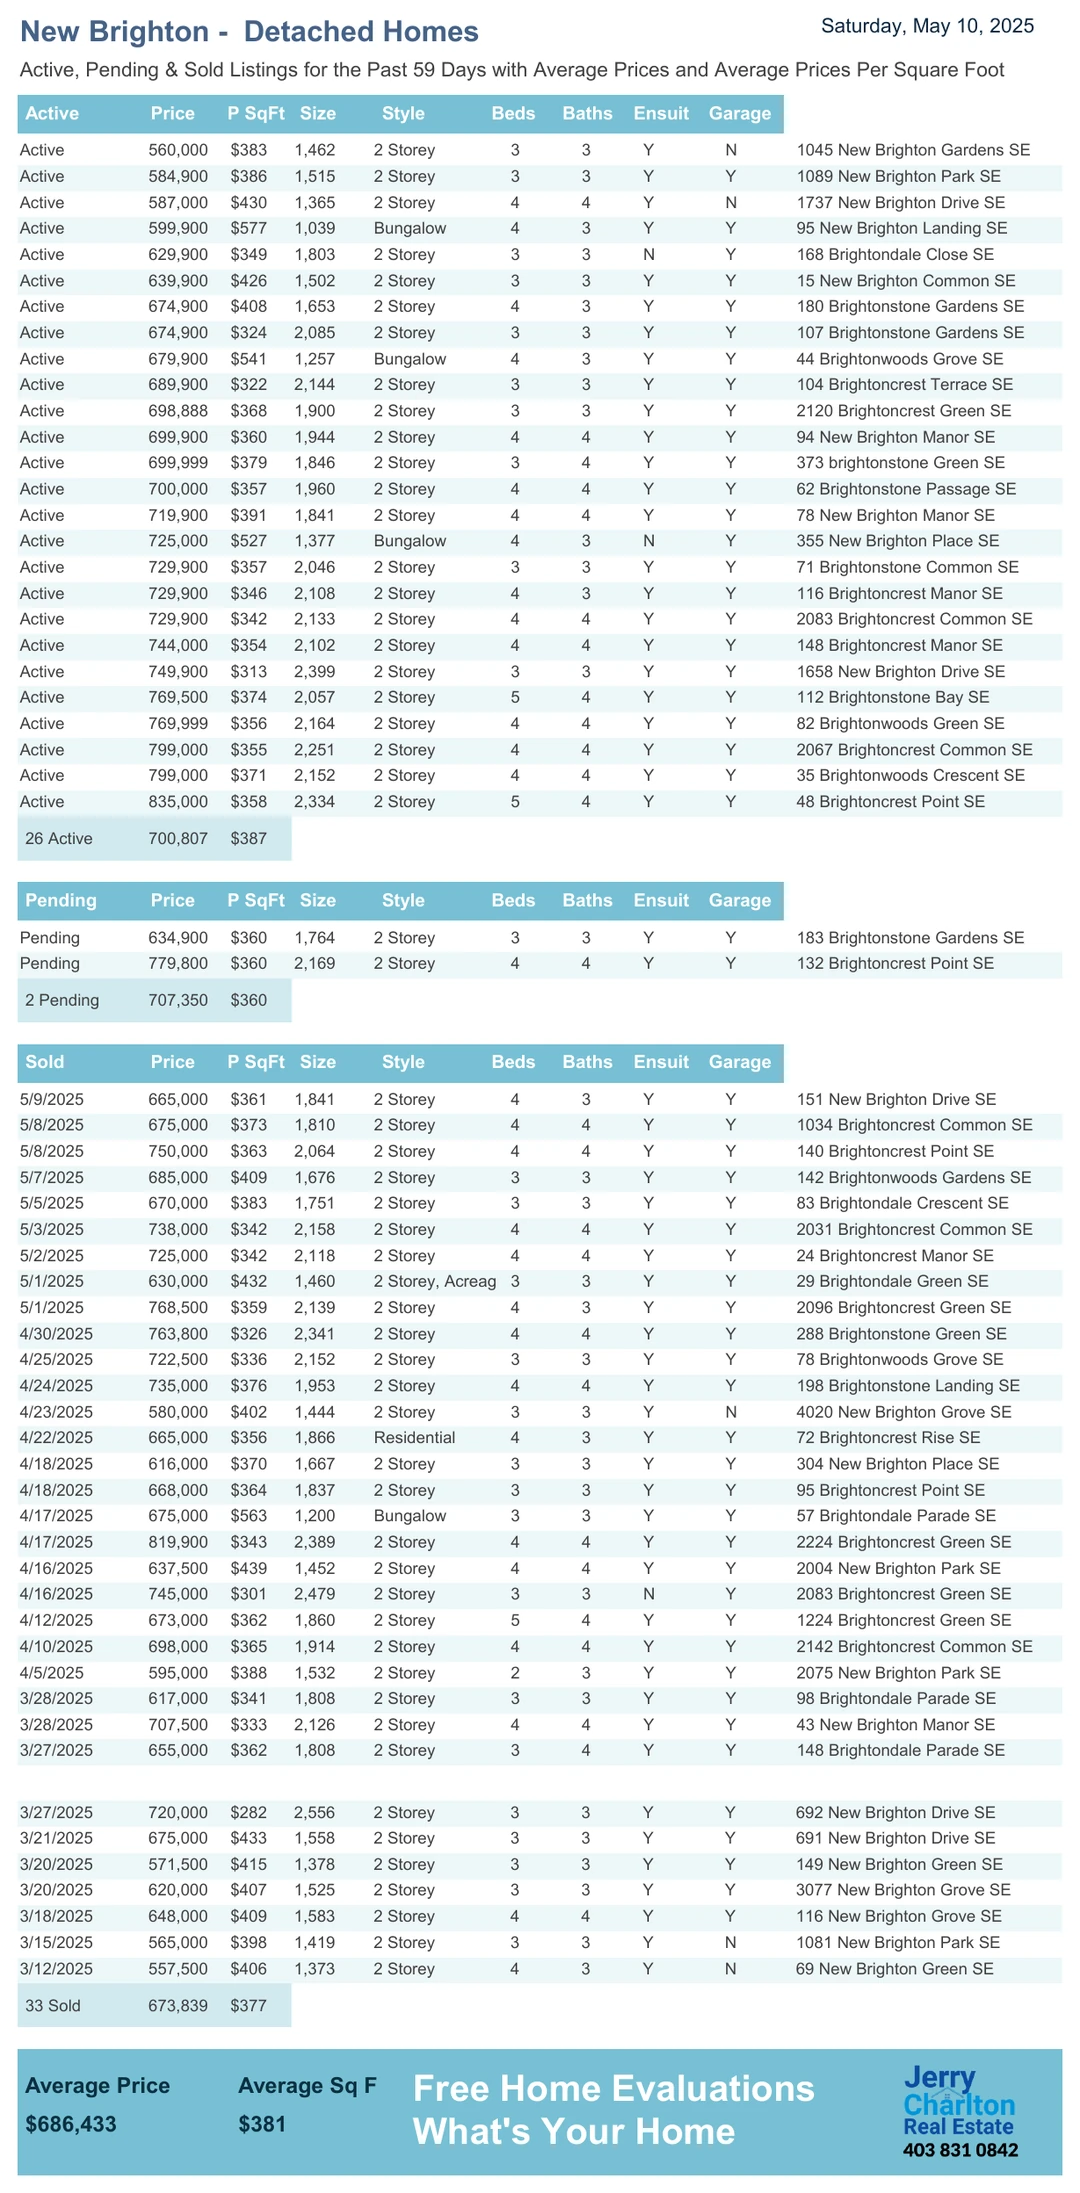 New Brighton - Detached Homes
Saturday, May 10, 2025
Active, Pending & Sold Listings for the Past 59 Days with Average Prices and Average Prices Per Square Foot
Active Price P SqFt Size Style Beds Baths Ensuit Garage
Active 560,000 $383 1,462 2 Storey 3 3 Y N 1045 New Brighton Gardens SE
Active 584,900 $386 1,515 2 Storey 3 3 Y Y 1089 New Brighton Park SE
Active 587,000 $430 1,365 2 Storey 4 4 Y N 1737 New Brighton Drive SE
Active 599,900 $577 1,039 Bungalow 4 3 Y Y 95 New Brighton Landing SE
Active 629,900 $349 1,803 2 Storey 3 3 N Y 168 Brightondale Close SE
Active 639,900 $426 1,502 2 Storey 3 3 Y Y 15 New Brighton Common SE
Active 674,900 $408 1,653 2 Storey 4 3 Y Y 180 Brightonstone Gardens SE
Active 674,900 $324 2,085 2 Storey 3 3 Y Y 107 Brightonstone Gardens SE
Active 679,900 $541 1,257 Bungalow 4 3 Y Y 44 Brightonwoods Grove SE
Active 689,900 $322 2,144 2 Storey 3 3 Y Y 104 Brightoncrest Terrace SE
Active 698,888 $368 1,900 2 Storey 3 3 Y Y 2120 Brightoncrest Green SE
Active 699,900 $360 1,944 2 Storey 4 4 Y Y 94 New Brighton Manor SE
Active 699,999 $379 1,846 2 Storey 3 4 Y Y 373 brightonstone Green SE
Active 700,000 $357 1,960 2 Storey 4 4 Y Y 62 Brightonstone Passage SE
Active 719,900 $391 1,841 2 Storey 4 4 Y Y 78 New Brighton Manor SE
Active 725,000 $527 1,377 Bungalow 4 3 N Y 355 New Brighton Place SE
Active 729,900 $357 2,046 2 Storey 3 3 Y Y 71 Brightonstone Common SE
Active 729,900 $346 2,108 2 Storey 4 3 Y Y 116 Brightoncrest Manor SE
Active 729,900 $342 2,133 2 Storey 4 4 Y Y 2083 Brightoncrest Common SE
Active 744,000 $354 2,102 2 Storey 4 4 Y Y 148 Brightoncrest Manor SE
Active 749,900 $313 2,399 2 Storey 3 3 Y Y 1658 New Brighton Drive SE
Active 769,500 $374 2,057 2 Storey 5 4 Y Y 112 Brightonstone Bay SE
Active 769,999 $356 2,164 2 Storey 4 4 Y Y 82 Brightonwoods Green SE
Active 799,000 $355 2,251 2 Storey 4 4 Y Y 2067 Brightoncrest Common SE
Active 799,000 $371 2,152 2 Storey 4 4 Y Y 35 Brightonwoods Crescent SE
Active 835,000 $358 2,334 2 Storey 5 4 Y Y 48 Brightoncrest Point SE
26 Active 700,807 $387
Pending Price P SqFt Size Style Beds Baths Ensuit Garage
Pending 634,900 $360 1,764 2 Storey 3 3 Y Y 183 Brightonstone Gardens SE
Pending 779,800 $360 2,169 2 Storey 4 4 Y Y 132 Brightoncrest Point SE
2 Pending 707,350 $360
Sold Price P SqFt Size Style Beds Baths Ensuit Garage
5/9/2025 665,000 $361 1,841 2 Storey 4 3 Y Y 151 New Brighton Drive SE
5/8/2025 675,000 $373 1,810 2 Storey 4 4 Y Y 1034 Brightoncrest Common SE
5/8/2025 750,000 $363 2,064 2 Storey 4 4 Y Y 140 Brightoncrest Point SE
5/7/2025 685,000 $409 1,676 2 Storey 3 3 Y Y 142 Brightonwoods Gardens SE
5/5/2025 670,000 $383 1,751 2 Storey 3 3 Y Y 83 Brightondale Crescent SE
5/3/2025 738,000 $342 2,158 2 Storey 4 4 Y Y 2031 Brightoncrest Common SE
5/2/2025 725,000 $342 2,118 2 Storey 4 4 Y Y 24 Brightoncrest Manor SE
5/1/2025 630,000 $432 1,460 2 Storey, Acreag 3 3 Y Y 29 Brightondale Green SE
5/1/2025 768,500 $359 2,139 2 Storey 4 3 Y Y 2096 Brightoncrest Green SE
4/30/2025 763,800 $326 2,341 2 Storey 4 4 Y Y 288 Brightonstone Green SE
4/25/2025 722,500 $336 2,152 2 Storey 3 3 Y Y 78 Brightonwoods Grove SE
4/24/2025 735,000 $376 1,953 2 Storey 4 4 Y Y 198 Brightonstone Landing SE
4/23/2025 580,000 $402 1,444 2 Storey 3 3 Y N 4020 New Brighton Grove SE
4/22/2025 665,000 $356 1,866 Residential 4 3 Y Y 72 Brightoncrest Rise SE
4/18/2025 616,000 $370 1,667 2 Storey 3 3 Y Y 304 New Brighton Place SE
4/18/2025 668,000 $364 1,837 2 Storey 3 3 Y Y 95 Brightoncrest Point SE
4/17/2025 675,000 $563 1,200 Bungalow 3 3 Y Y 57 Brightondale Parade SE
4/17/2025 819,900 $343 2,389 2 Storey 4 4 Y Y 2224 Brightoncrest Green SE
4/16/2025 637,500 $439 1,452 2 Storey 4 4 Y Y 2004 New Brighton Park SE
4/16/2025 745,000 $301 2,479 2 Storey 3 3 N Y 2083 Brightoncrest Green SE
4/12/2025 673,000 $362 1,860 2 Storey 5 4 Y Y 1224 Brightoncrest Green SE
4/10/2025 698,000 $365 1,914 2 Storey 4 4 Y Y 2142 Brightoncrest Common SE
4/5/2025 595,000 $388 1,532 2 Storey 2 3 Y Y 2075 New Brighton Park SE
3/28/2025 617,000 $341 1,808 2 Storey 3 3 Y Y 98 Brightondale Parade SE
3/28/2025 707,500 $333 2,126 2 Storey 4 4 Y Y 43 New Brighton Manor SE
3/27/2025 655,000 $362 1,808 2 Storey 3 4 Y Y 148 Brightondale Parade SE
3/27/2025 720,000 $282 2,556 2 Storey 3 3 Y Y 692 New Brighton Drive SE
3/21/2025 675,000 $433 1,558 2 Storey 3 3 Y Y 691 New Brighton Drive SE
3/20/2025 571,500 $415 1,378 2 Storey 3 3 Y Y 149 New Brighton Green SE
3/20/2025 620,000 $407 1,525 2 Storey 3 3 Y Y 3077 New Brighton Grove SE
3/18/2025 648,000 $409 1,583 2 Storey 4 4 Y Y 116 New Brighton Grove SE
3/15/2025 565,000 $398 1,419 2 Storey 3 3 Y N 1081 New Brighton Park SE
3/12/2025 557,500 $406 1,373 2 Storey 4 3 Y N 69 New Brighton Green SE
33 Sold 673,839 $377
Average Price Average Sq F
$686,433 $381
Free Home Evaluations
What's Your Home
Jerry
Charlton
Real Estate
403 831 0842